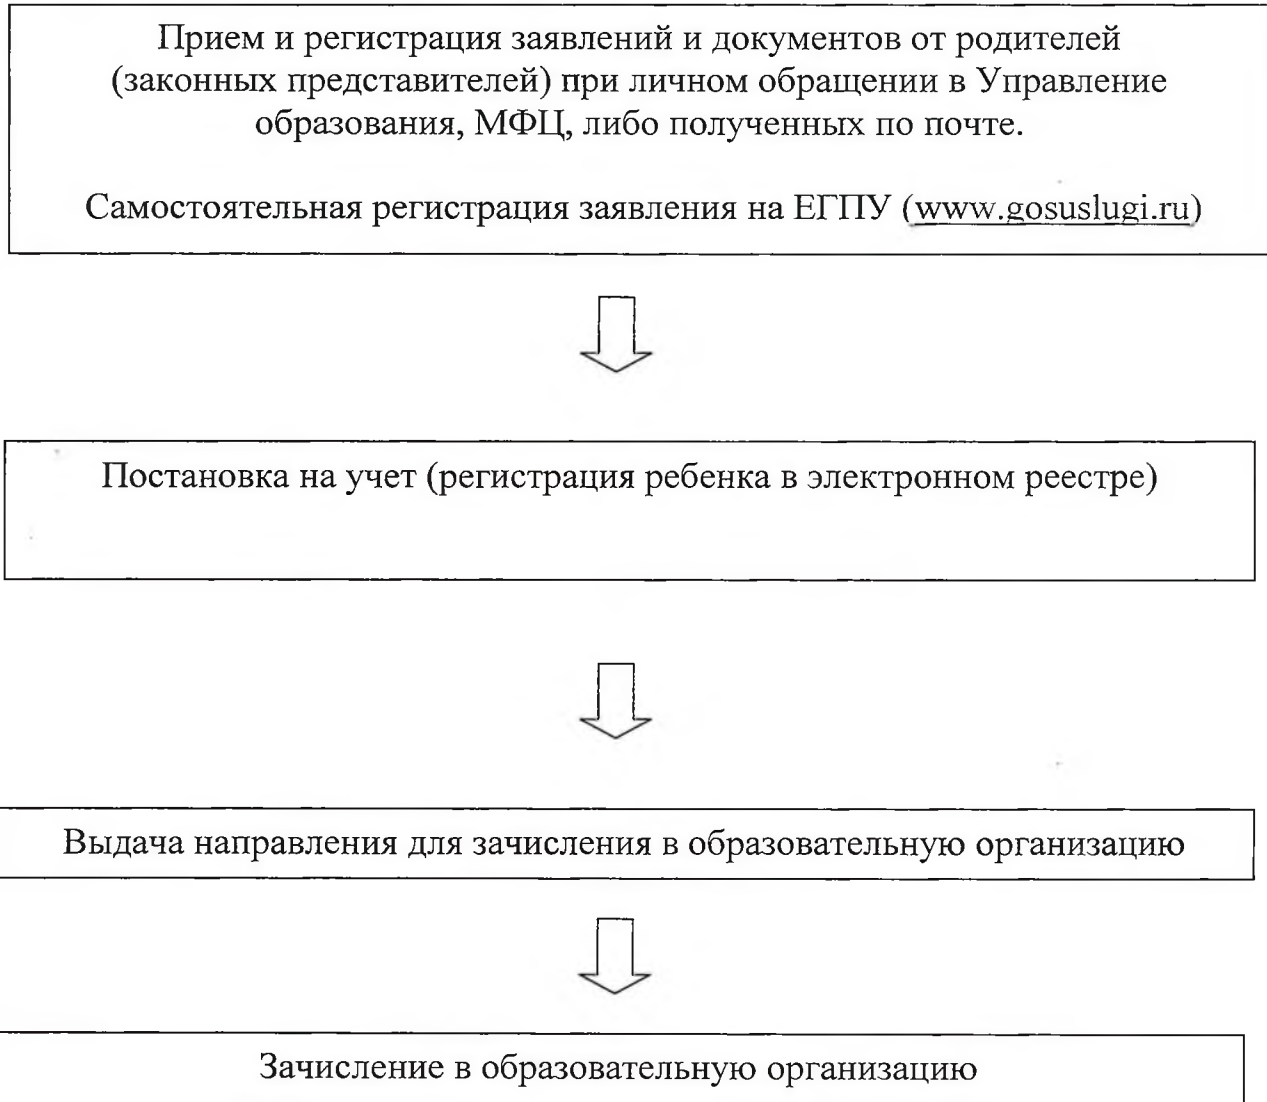 Прием и регистрация заявлений и документов от родителей
(законных представителей) при личном обращении в Управление
образования, МФЦ, либо полученных по почте.
Самостоятельная регистрация заявления на ЕГПУ (www.gosuslugi.ru)
Постановка на учет (регистрация ребенка в электронном реестре)
Выдача направления для зачисления в образовательную организацию
Зачисление в образовательную организацию